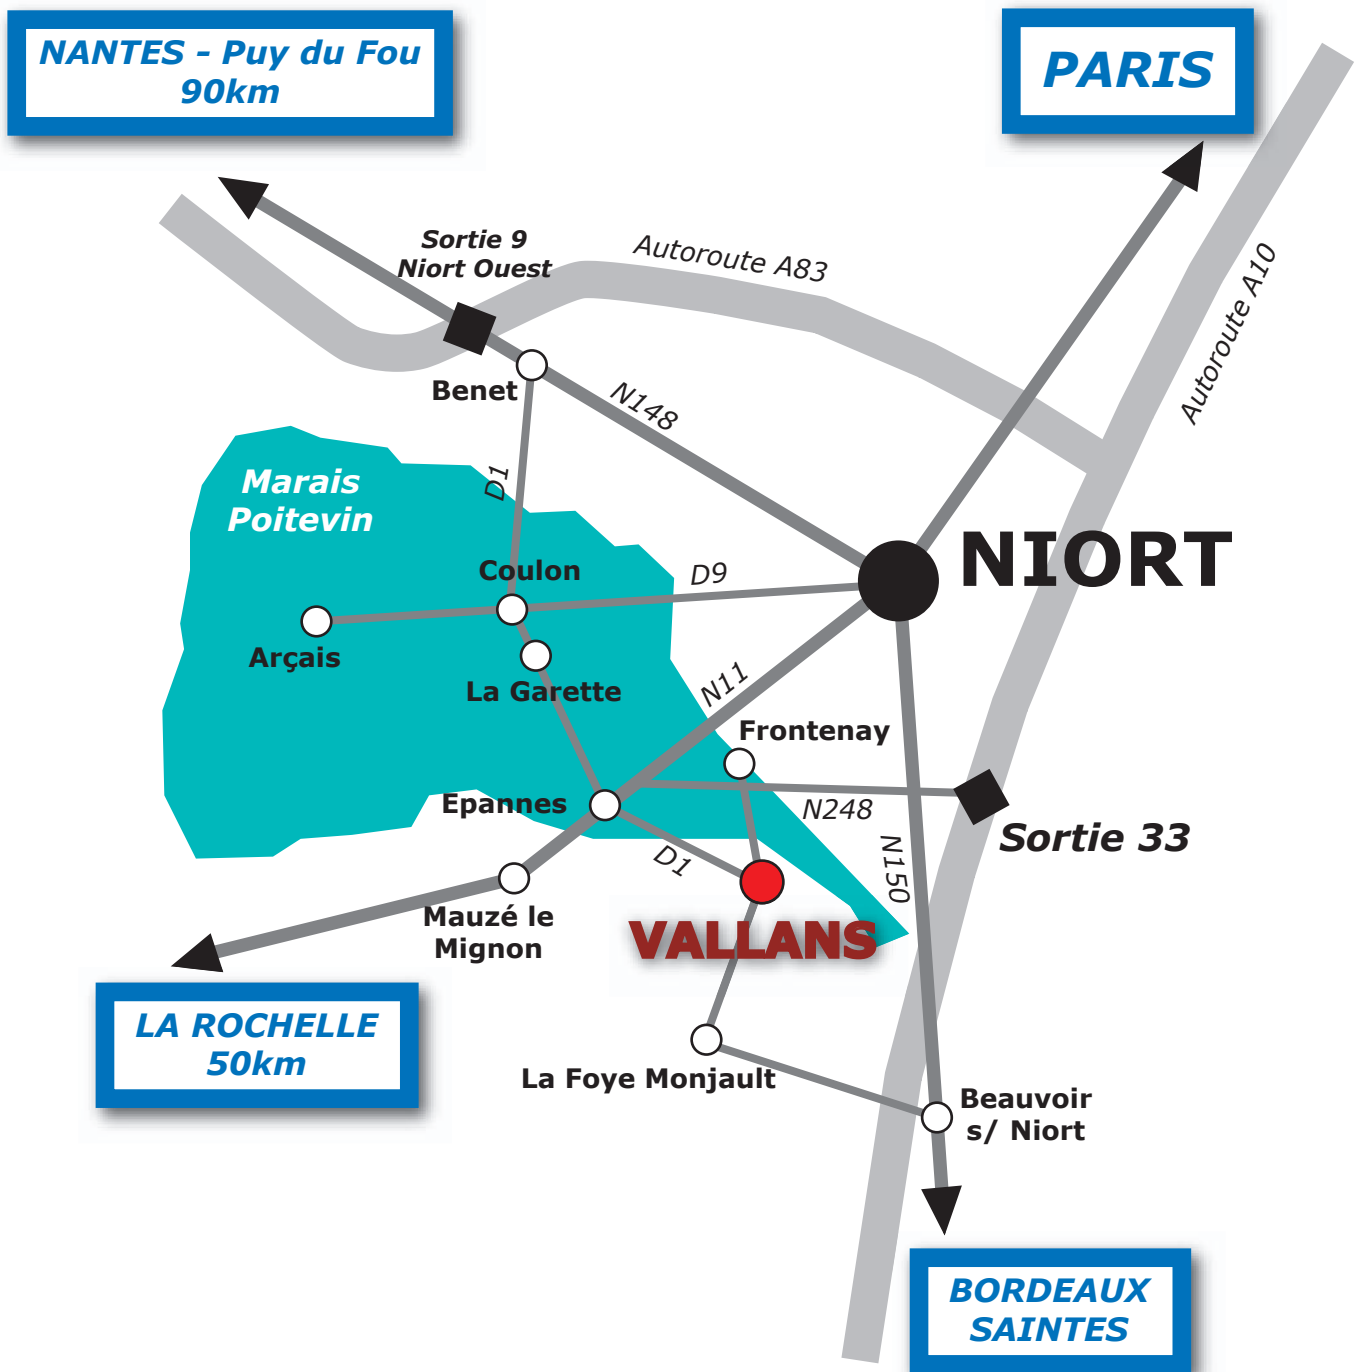 NANTES - Puy du Fou
90km
PARIS
Sortie 9
Niort Ouest
Autoroute A83
Autoroute A10
Benet
N148
Marais
Poitevin
D1
NIORT
Coulon
D9
Arçais
La Garette
N11
Frontenay
Epannes
N248
Sortie 33
D1
N150
Mauzé le
Mignon
VALLANS
LA ROCHELLE
50km
La Foye Monjault
Beauvoir
s/ Niort
BORDEAUX
SAINTES